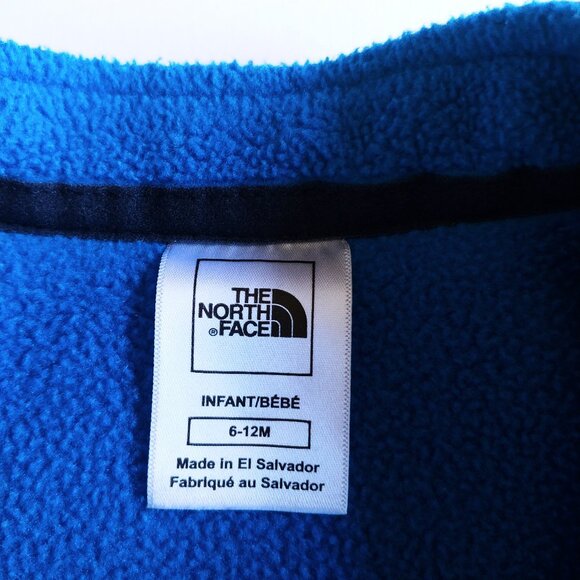 THE
NORTH
®FACE
INFANT/BÉBÉ
6-12M
Made in El Salvador
Fabriqué au Salvador